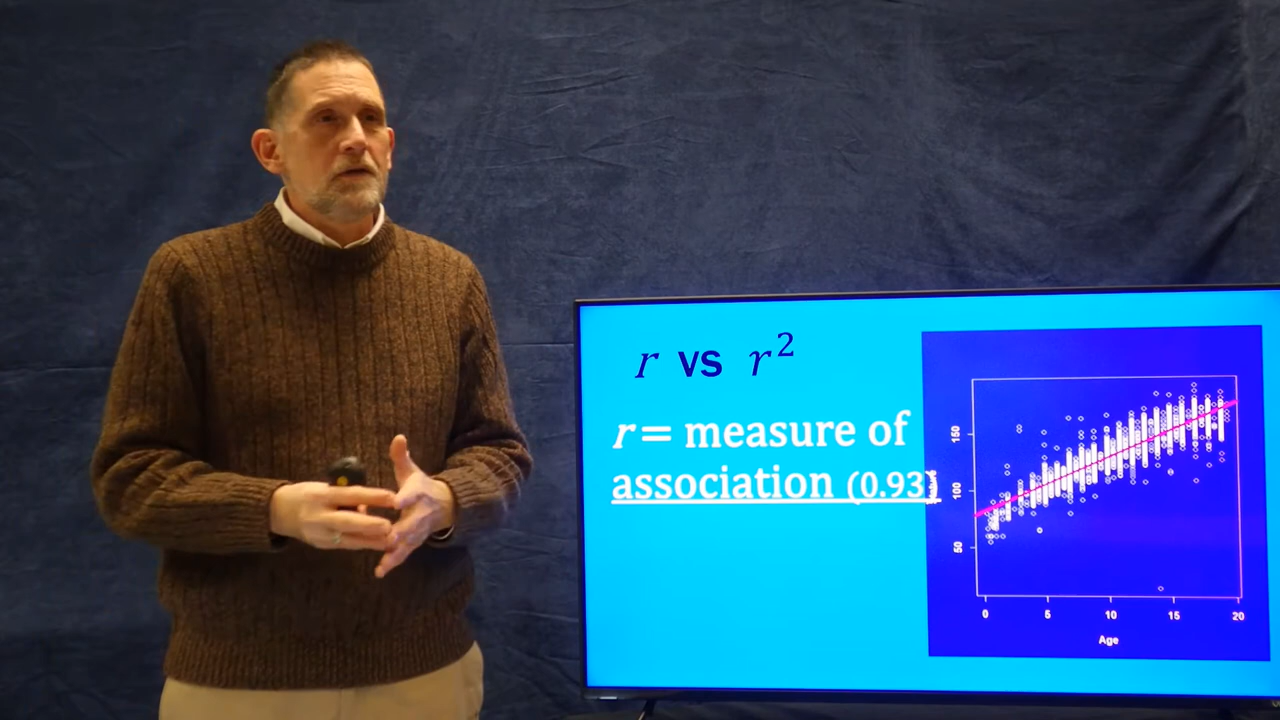 r vs r²
r = measure of
association (0.93
150
100
50
0 5 10 15 20
Age